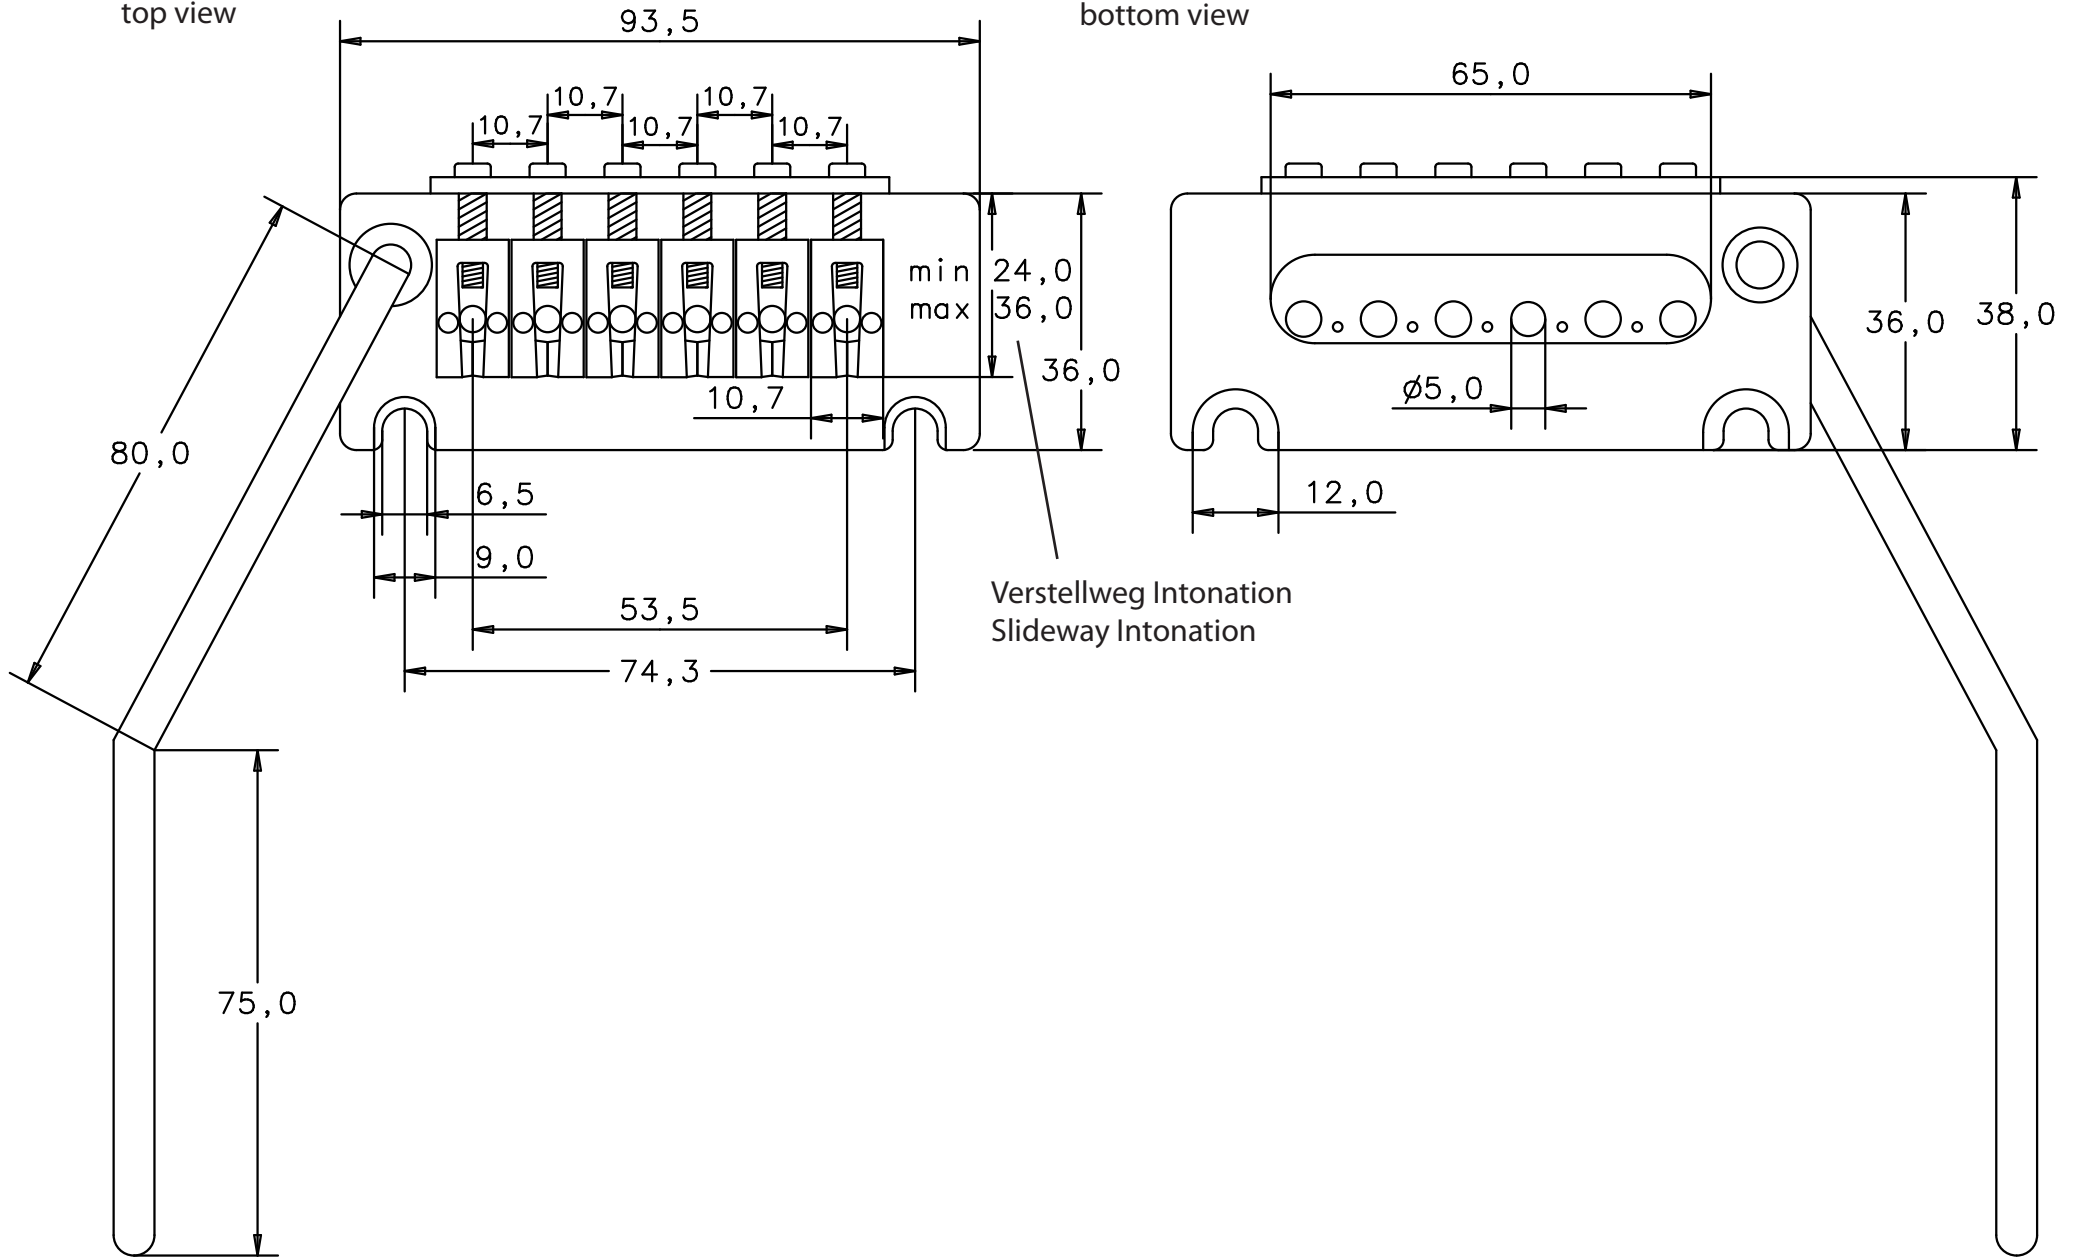 top view
bottom view
93,5
65,0
10,7
10,7
10,7
10,7
10,7
min 24,0
max 36,0
36,0
10,7
80,0
6,5
9,0
53,5
74,3
Verstellweg Intonation
Slideway Intonation
75,0
36,0
38,0
ø5,0
12,0